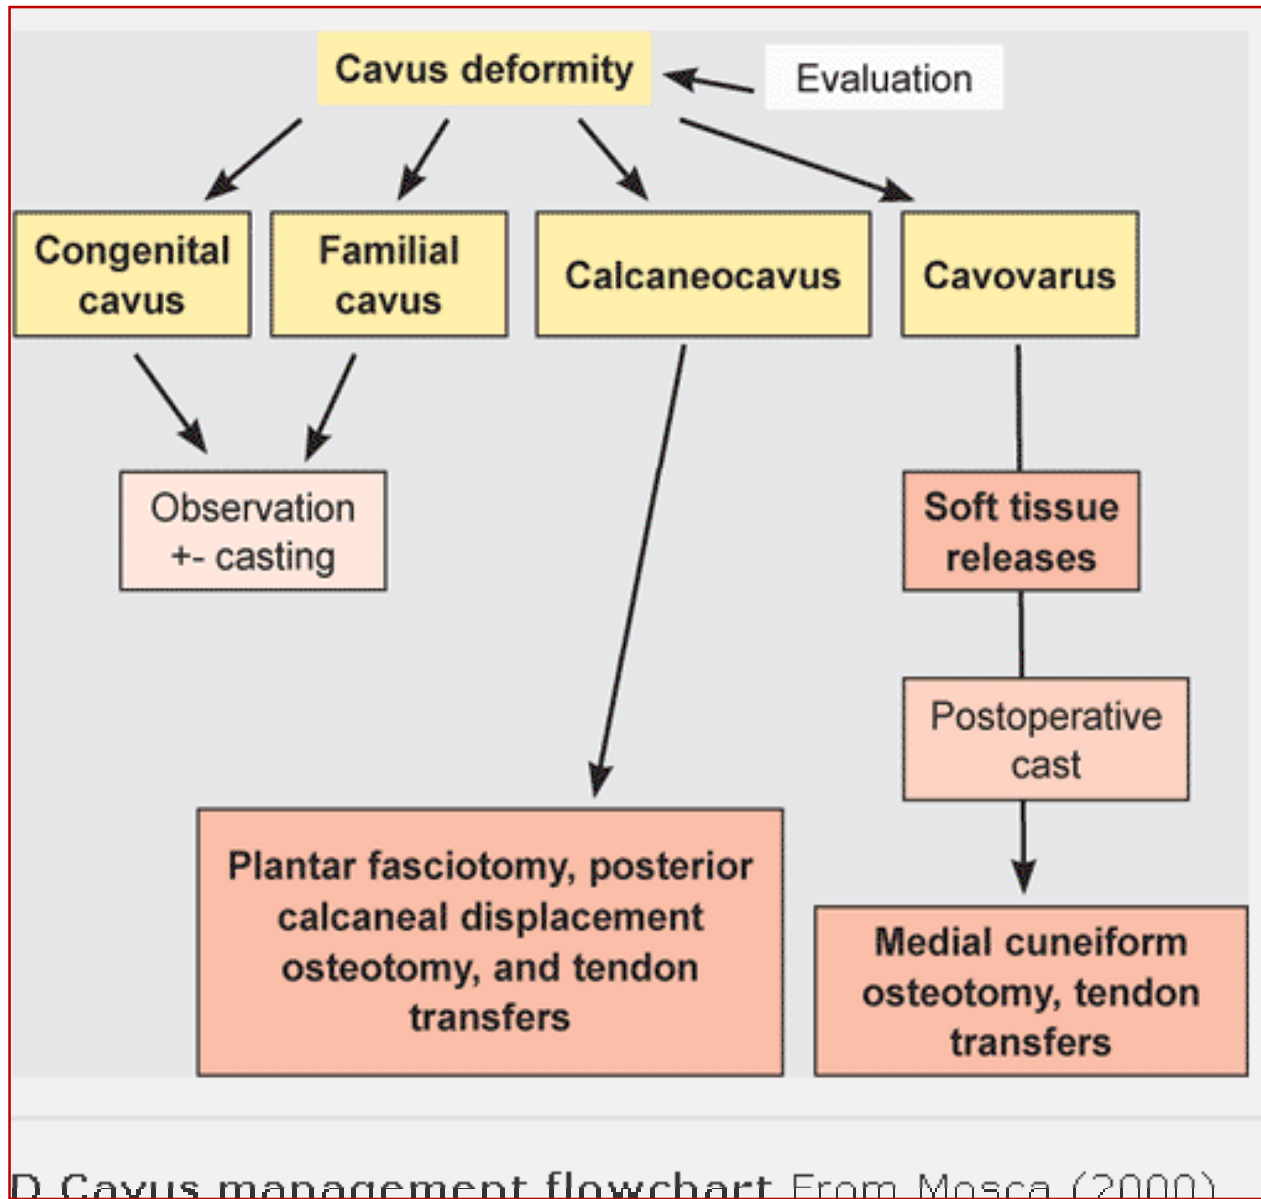 Cavus deformity
Evaluation
Congenital
cavus
Familial
cavus
Calcaneocavus
Cavovarus
Observation
+- casting
Soft tissue
releases
Postoperative
cast
Plantar fasciotomy, posterior
calcaneal displacement
osteotomy, and tendon
transfers
Medial cuneiform
osteotomy, tendon
transfers
D Cavus management flowchart From Mosca (2000)